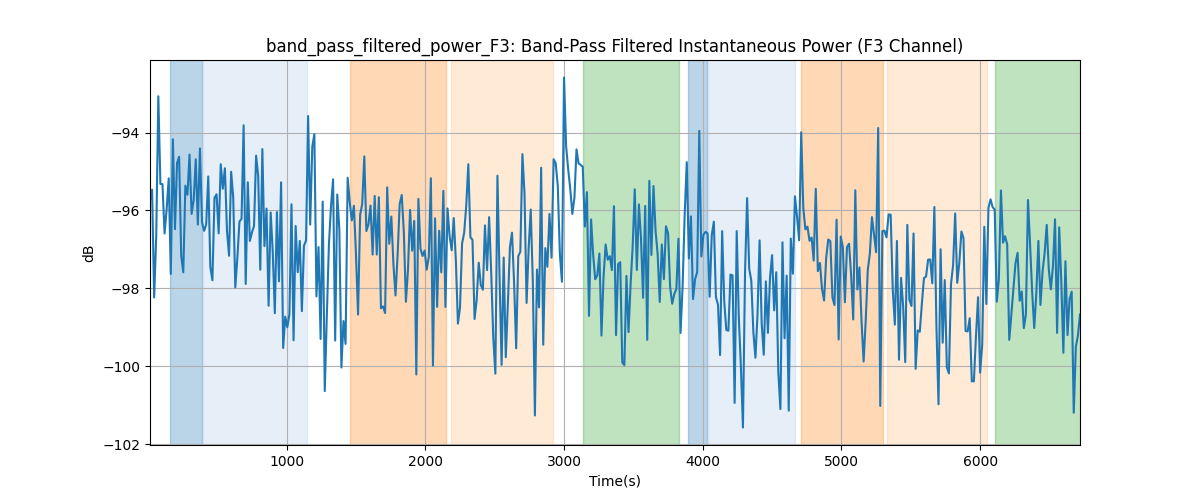 band_pass_filtered_power_F3: Band-Pass Filtered Instantaneous Power (F3 Channel)
−94
−96
−98
−100
−102
dB
1000 2000 3000 4000 5000 6000
Time(s)